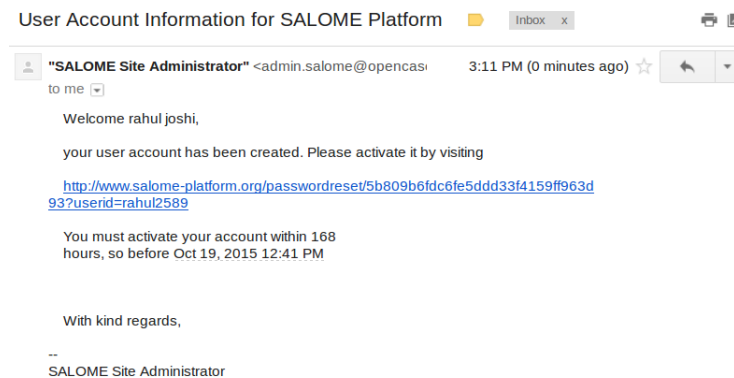 User Account Information for SALOME Platform Inbox x
"SALOME Site Administrator" <admin.salome@opencas 3:11 PM (0 minutes ago)
to me
Welcome rahul joshi,
your user account has been created. Please activate it by visiting
http://www.salome-platform.org/passwordreset/5b809b6fdc6fe5ddd33f4159ff963d
93?userid=rahul2589
You must activate your account within 168
hours, so before Oct 19, 2015 12:41 PM
With kind regards,
--
SALOME Site Administrator